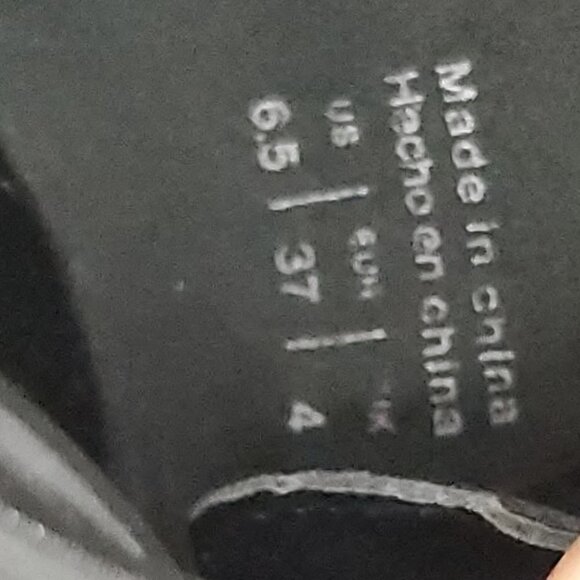 Made in china
Hecho en china
US | EUR | UK
6.5 | 37 | 4